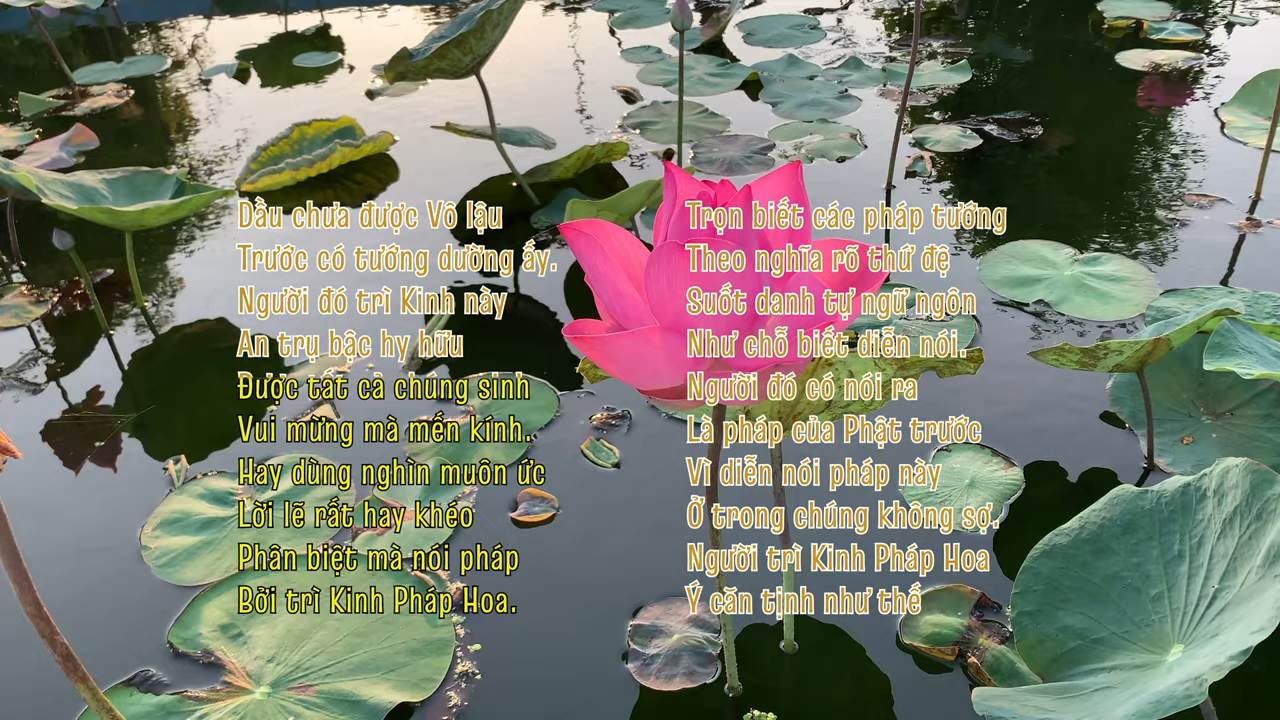 Trọn biết các pháp tướng
Theo nghĩa rõ thứ đệ
Suốt danh tự ngữ ngôn
Như chỗ biết diễn nói.
Người đó có nói ra
Là pháp của Phật trước
Vì diễn nói pháp này
Ở trong chúng không sợ.
Người trì Kinh Pháp Hoa
Ý căn tịnh như thế
Dầu chưa được Vô lậu
Trước có tướng dường ấy.
Người đó trì Kinh này
An trụ bậc hy hữu
Được tất cả chúng sinh
Vui mừng mà mến kính.
Hay dùng nghìn muôn ức
Lời lẽ rất hay khéo
Phân biệt mà nói pháp
Bởi trì Kinh Pháp Hoa.